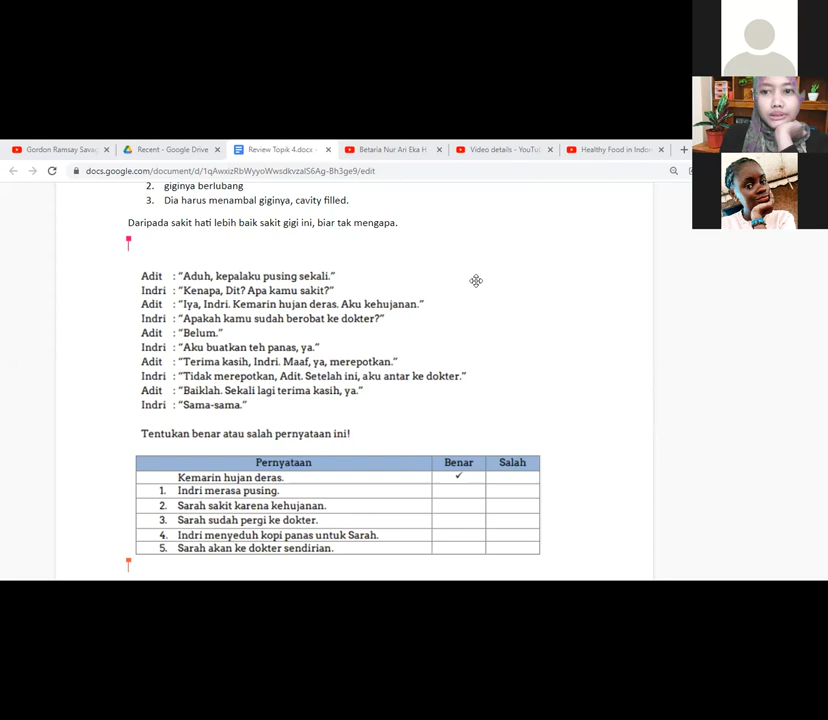 Gordon Ramsay Sava
Recent - Google Drive
Review Topik 4.docx -
Betaria Nur Ari Eka H
Video details - YouTu
Healthy Food in Indo
docs.google.com/document/d/1qAwxizRbWyyoWwsdkvzaIS6Ag-Bh3ge9/edit
2. giginya berlubang
3. Dia harus menambal giginya, cavity filled.
Daripada sakit hati lebih baik sakit gigi ini, biar tak mengapa.
Adit : "Aduh, kepalaku pusing sekali."
Indri : "Kenapa, Dit? Apa kamu sakit?"
Adit : "Iya, Indri. Kemarin hujan deras. Aku kehujanan."
Indri : "Apakah kamu sudah berobat ke dokter?"
Adit : "Belum."
Indri : "Aku buatkan teh panas, ya."
Adit : "Terima kasih, Indri. Maaf, ya, merepotkan."
Indri : "Tidak merepotkan, Adit. Setelah ini, aku antar ke dokter."
Adit : "Baiklah. Sekali lagi terima kasih, ya."
Indri : "Sama-sama."
Tentukan benar atau salah pernyataan ini!
Pernyataan Benar Salah
Kemarin hujan deras. ✓
1. Indri merasa pusing.
2. Sarah sakit karena kehujanan.
3. Sarah sudah pergi ke dokter.
4. Indri menyeduh kopi panas untuk Sarah.
5. Sarah akan ke dokter sendirian.